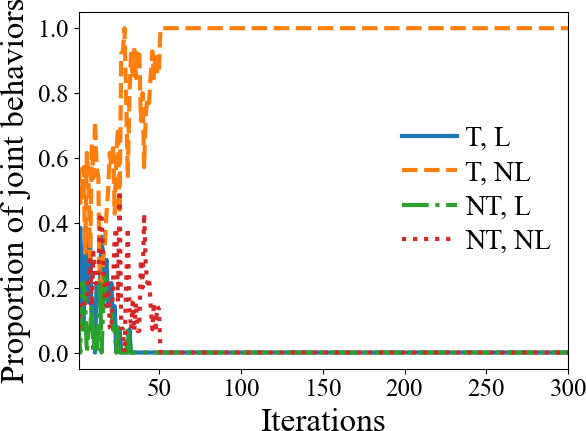 Proportion of joint behaviors
1.0
0.8
0.6
0.4
0.2
0.0
T, L
T, NL
NT, L
NT, NL
50 100 150 200 250 300
Iterations